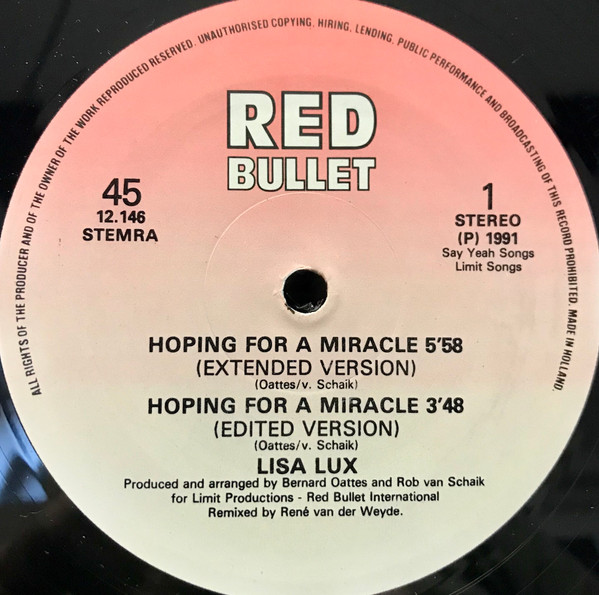 ALL RIGHTS OF THE PRODUCER AND OF THE OWNER OF THE WORK REPRODUCED RESERVED. UNAUTHORISED COPYING, HIRING, LENDING, PUBLIC PERFORMANCE AND BROADCASTING OF THIS RECORD PROHIBITED. MADE IN HOLLAND.
RED
BULLET
45
12.146
STEMRA
1
STEREO
(P) 1991
Say Yeah Songs
Limit Songs
HOPING FOR A MIRACLE 5'58
(EXTENDED VERSION)
(Oattes/v. Schaik)
HOPING FOR A MIRACLE 3'48
(EDITED VERSION)
(Oattes/v. Schaik)
LISA LUX
Produced and arranged by Bernard Oattes and Rob van Schaik
for Limit Productions - Red Bullet International
Remixed by René van der Weyde.